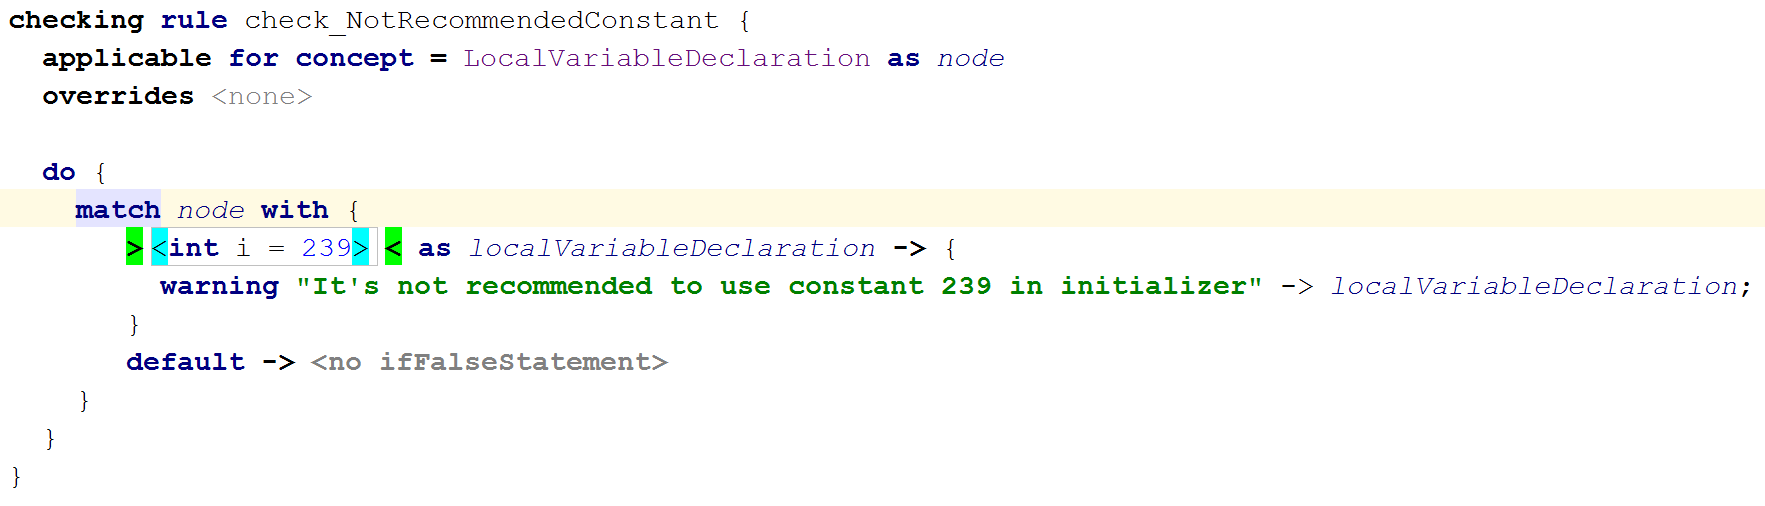 checking rule check_NotRecommendedConstant {
applicable for concept = LocalVariableDeclaration as node
overrides <none>
do {
match node with {
><int i = 239>< as localVariableDeclaration -> {
warning "It's not recommended to use constant 239 in initializer" -> localVariableDeclaration;
}
default -> <no ifFalseStatement>
}
}
}